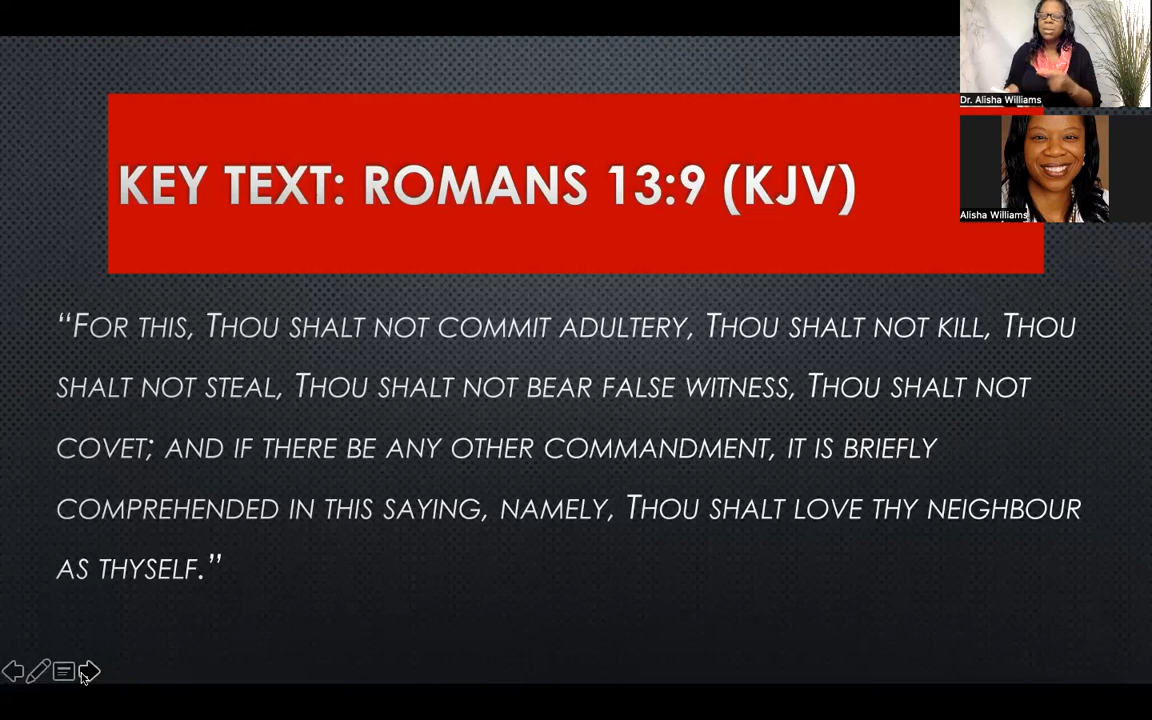 KEY TEXT: ROMANS 13:9 (KJV)
Dr. Alisha Williams
Alisha Williams
“FOR THIS, THOU SHALT NOT COMMIT ADULTERY, THOU SHALT NOT KILL, THOU
SHALT NOT STEAL, THOU SHALT NOT BEAR FALSE WITNESS, THOU SHALT NOT
COVET; AND IF THERE BE ANY OTHER COMMANDMENT, IT IS BRIEFLY
COMPREHENDED IN THIS SAYING, NAMELY, THOU SHALT LOVE THY NEIGHBOUR
AS THYSELF.”